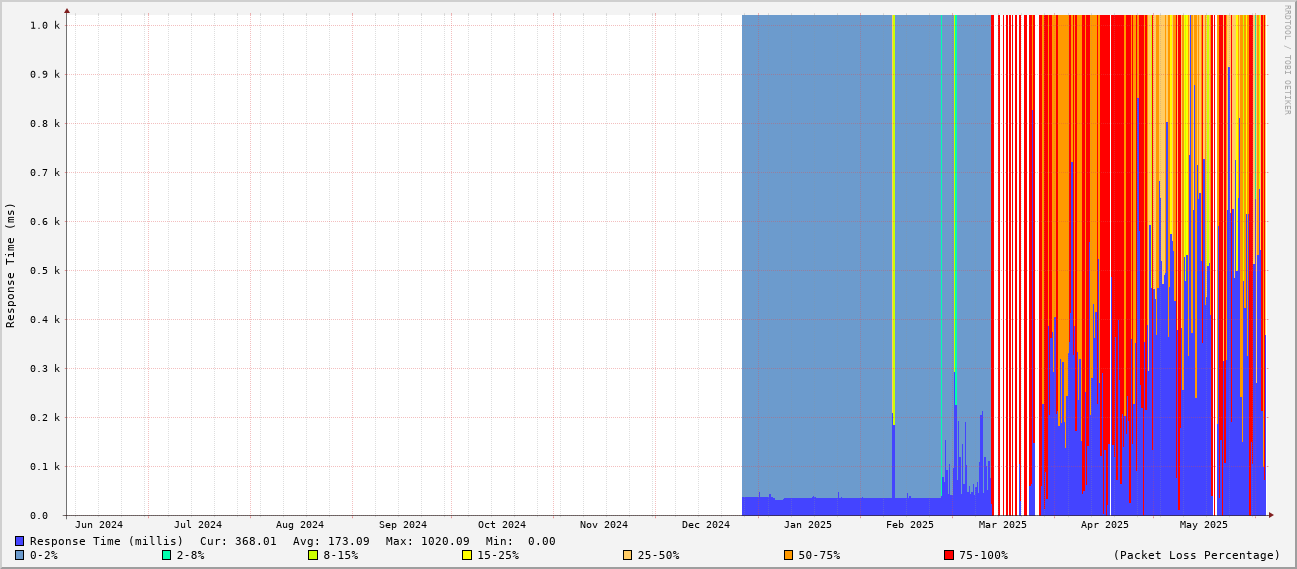 RRDTOOL / TOBI OETIKER
Response Time (ms)
1.0 k
0.9 k
0.8 k
0.7 k
0.6 k
0.5 k
0.4 k
0.3 k
0.2 k
0.1 k
0.0
Jun 2024 Jul 2024 Aug 2024 Sep 2024 Oct 2024 Nov 2024 Dec 2024 Jan 2025 Feb 2025 Mar 2025 Apr 2025 May 2025
Response Time (millis) Cur: 368.01 Avg: 173.09 Max: 1020.09 Min: 0.00
0-2% 2-8% 8-15% 15-25% 25-50% 50-75% 75-100% (Packet Loss Percentage)